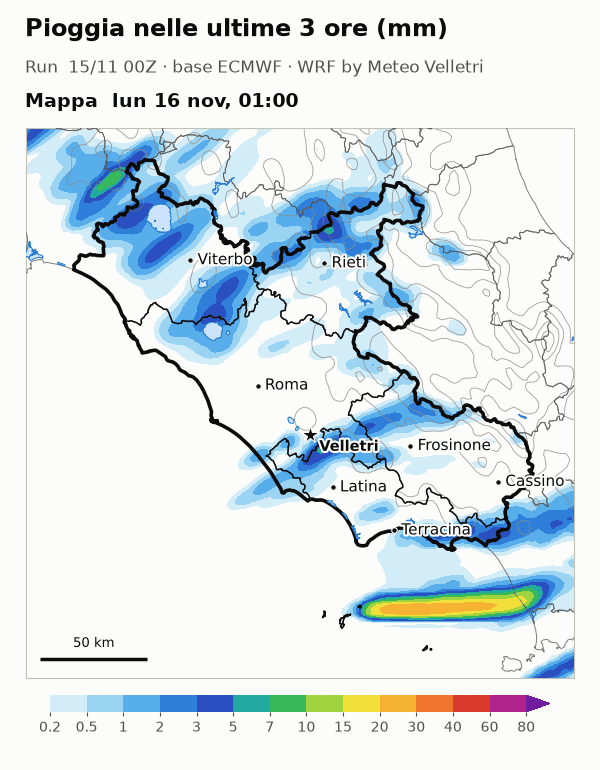 Pioggia nelle ultime 3 ore (mm)
Run  15/11 00Z · base ECMWF · WRF by Meteo Velletri
Mappa  lun 16 nov, 01:00
Viterbo
Rieti
Roma
Velletri
Frosinone
Latina
Cassino
Terracina
50 km
0.2 0.5 1 2 3 5 7 10 15 20 30 40 60 80